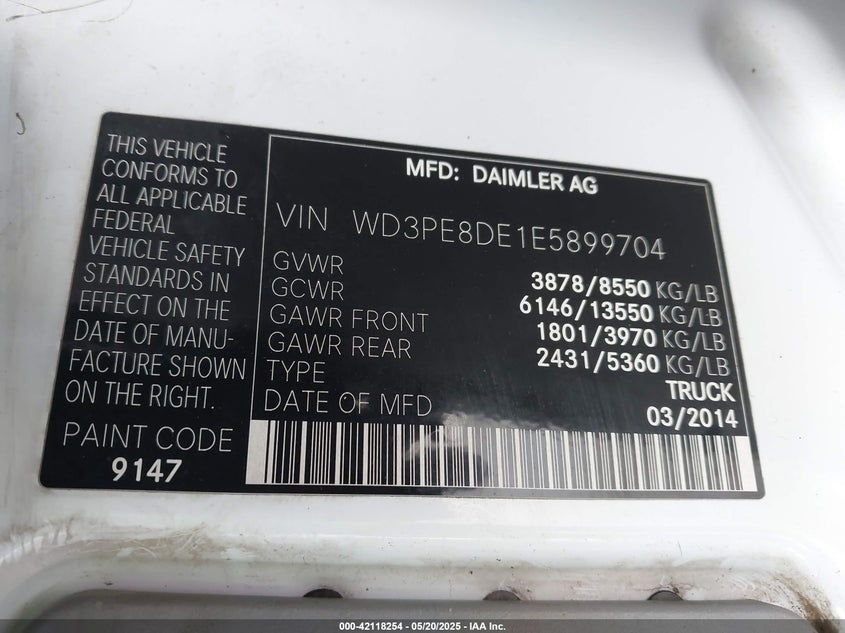 THIS VEHICLE
CONFORMS TO
ALL APPLICABLE
FEDERAL
VEHICLE SAFETY
STANDARDS IN
EFFECT ON THE
DATE OF MANU-
FACTURE SHOWN
ON THE RIGHT.
PAINT CODE
9147
MFD: DAIMLER AG
VIN WD3PE8DE1E5899704
GVWR 3878/8550 KG/LB
GCWR 6146/13550 KG/LB
GAWR FRONT 1801/3970 KG/LB
GAWR REAR 2431/5360 KG/LB
TYPE TRUCK
DATE OF MFD 03/2014
000-42118254 - 05/20/2025 - IAA Inc.